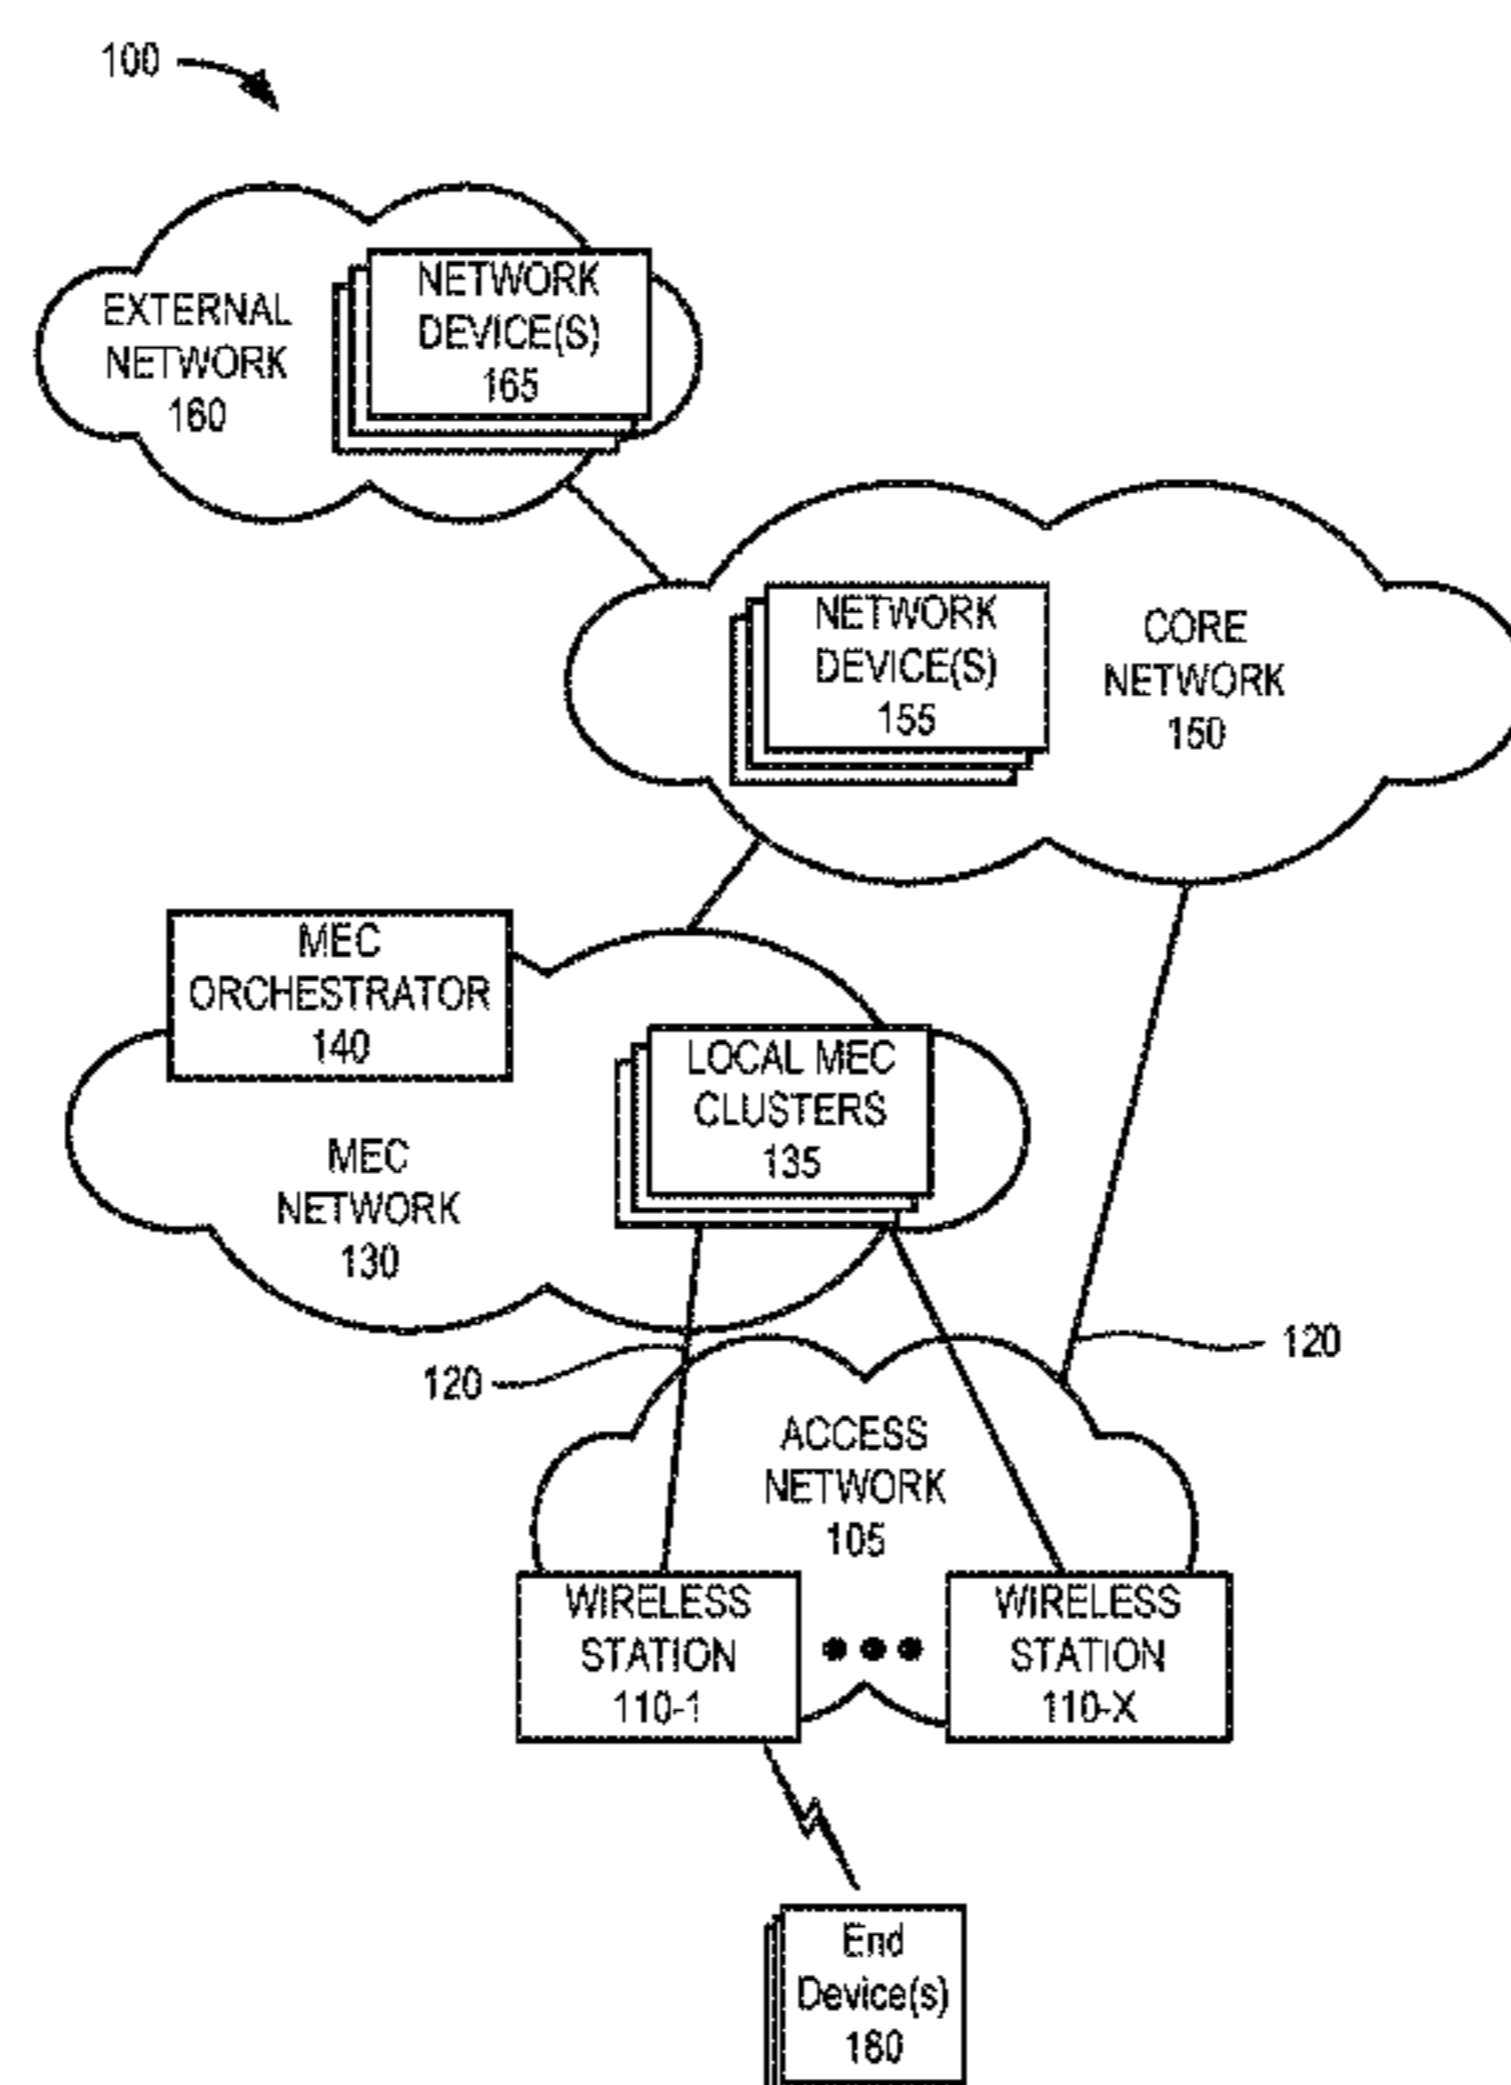 100
EXTERNAL
NETWORK
160
NETWORK
DEVICE(S)
165
NETWORK
DEVICE(S)
155
CORE
NETWORK
150
MEC
ORCHESTRATOR
140
LOCAL MEC
CLUSTERS
135
MEC
NETWORK
130
120
120
ACCESS
NETWORK
105
WIRELESS
STATION
110-1
WIRELESS
STATION
110-X
End
Device(s)
180